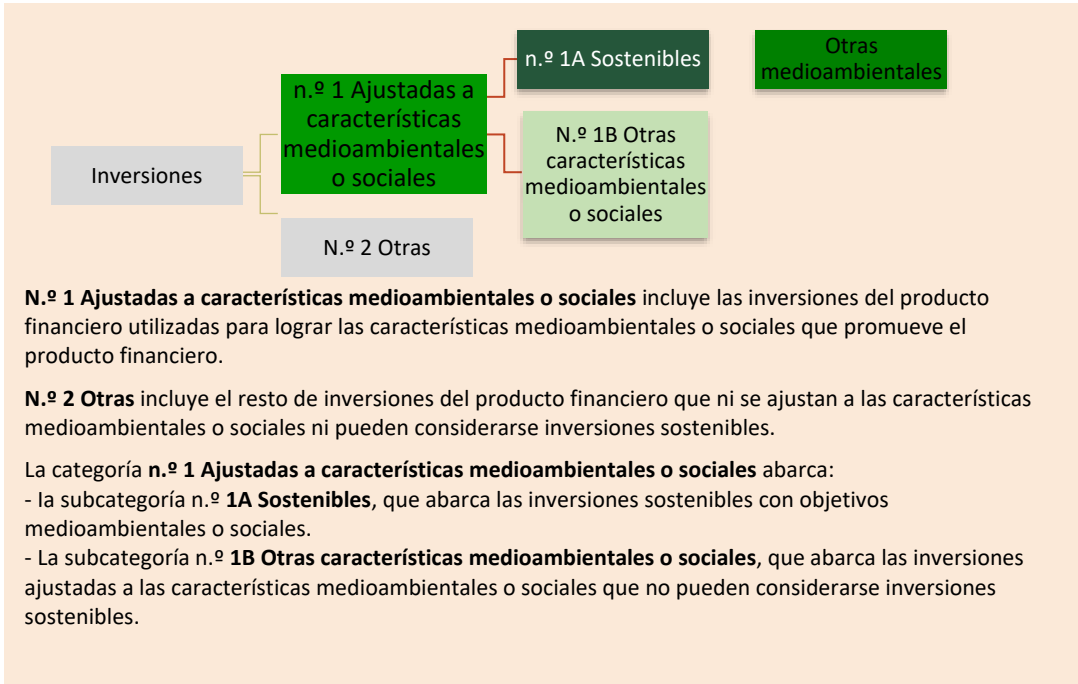 n.º 1A Sostenibles
Otras
medioambientales
n.º 1 Ajustadas a
características
medioambientales
o sociales
N.º 1B Otras
características
medioambientales
o sociales
Inversiones
N.º 2 Otras
N.º 1 Ajustadas a características medioambientales o sociales incluye las inversiones del producto
financiero utilizadas para lograr las características medioambientales o sociales que promueve el
producto financiero.
N.º 2 Otras incluye el resto de inversiones del producto financiero que ni se ajustan a las características
medioambientales o sociales ni pueden considerarse inversiones sostenibles.
La categoría n.º 1 Ajustadas a características medioambientales o sociales abarca:
- la subcategoría n.º 1A Sostenibles, que abarca las inversiones sostenibles con objetivos
medioambientales o sociales.
- La subcategoría n.º 1B Otras características medioambientales o sociales, que abarca las inversiones
ajustadas a las características medioambientales o sociales que no pueden considerarse inversiones
sostenibles.